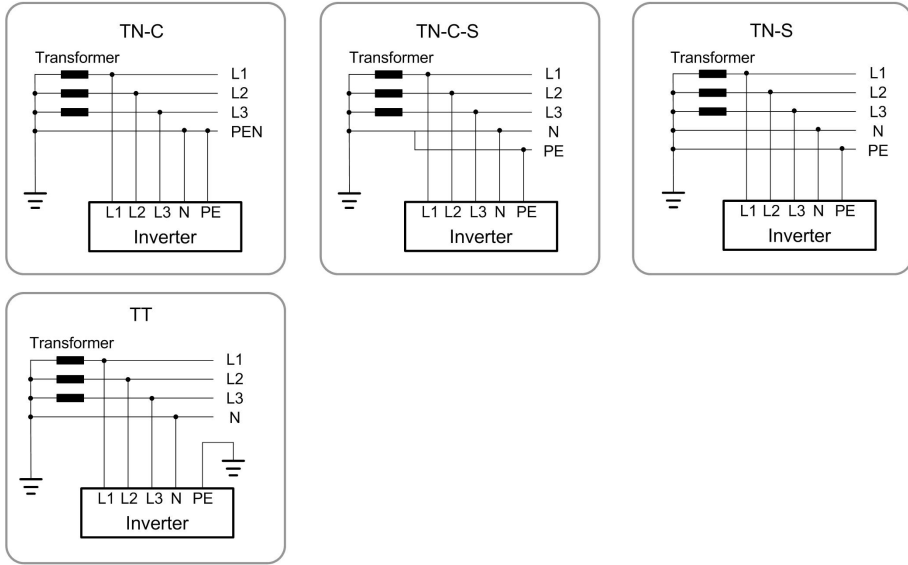 TN-C
Transformer
L1
L2
L3
PEN
L1 L2 L3 N PE
Inverter
TN-C-S
Transformer
L1
L2
L3
N
PE
L1 L2 L3 N PE
Inverter
TN-S
Transformer
L1
L2
L3
N
PE
L1 L2 L3 N PE
Inverter
TT
Transformer
L1
L2
L3
N
L1 L2 L3 N PE
Inverter